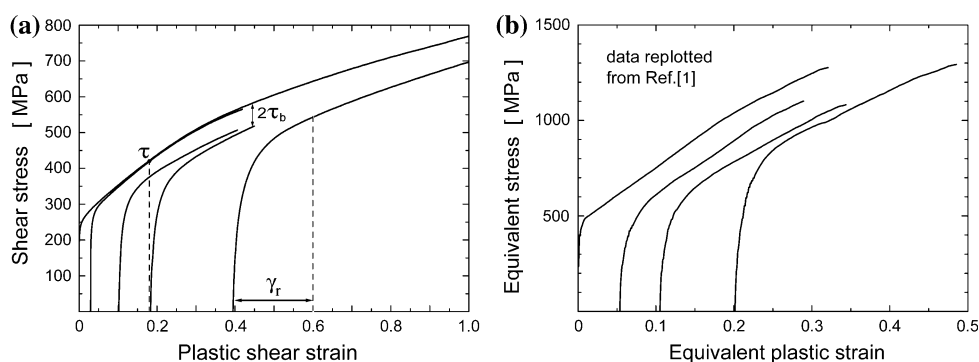 (a)
800
700
600
500
400
300
200
100
0
0.2
0.4
0.6
0.8
1.0
Shear stress [ MPa]
Plastic shear strain
τ
2τb
γr
(b)
1500
1000
500
0
0
0.1
0.2
0.3
0.4
0.5
Equivalent stress [ MPa]
Equivalent plastic strain
data replotted
from Ref.[1]